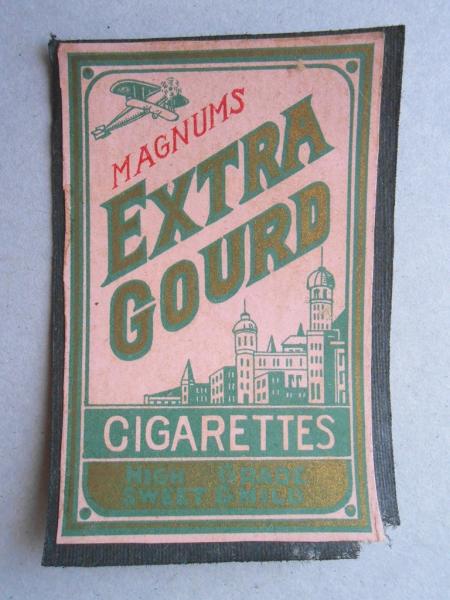 MAGNUMS
EXTRA
GOURD
CIGARETTES
HIGH GRADE
SWEET & MILD